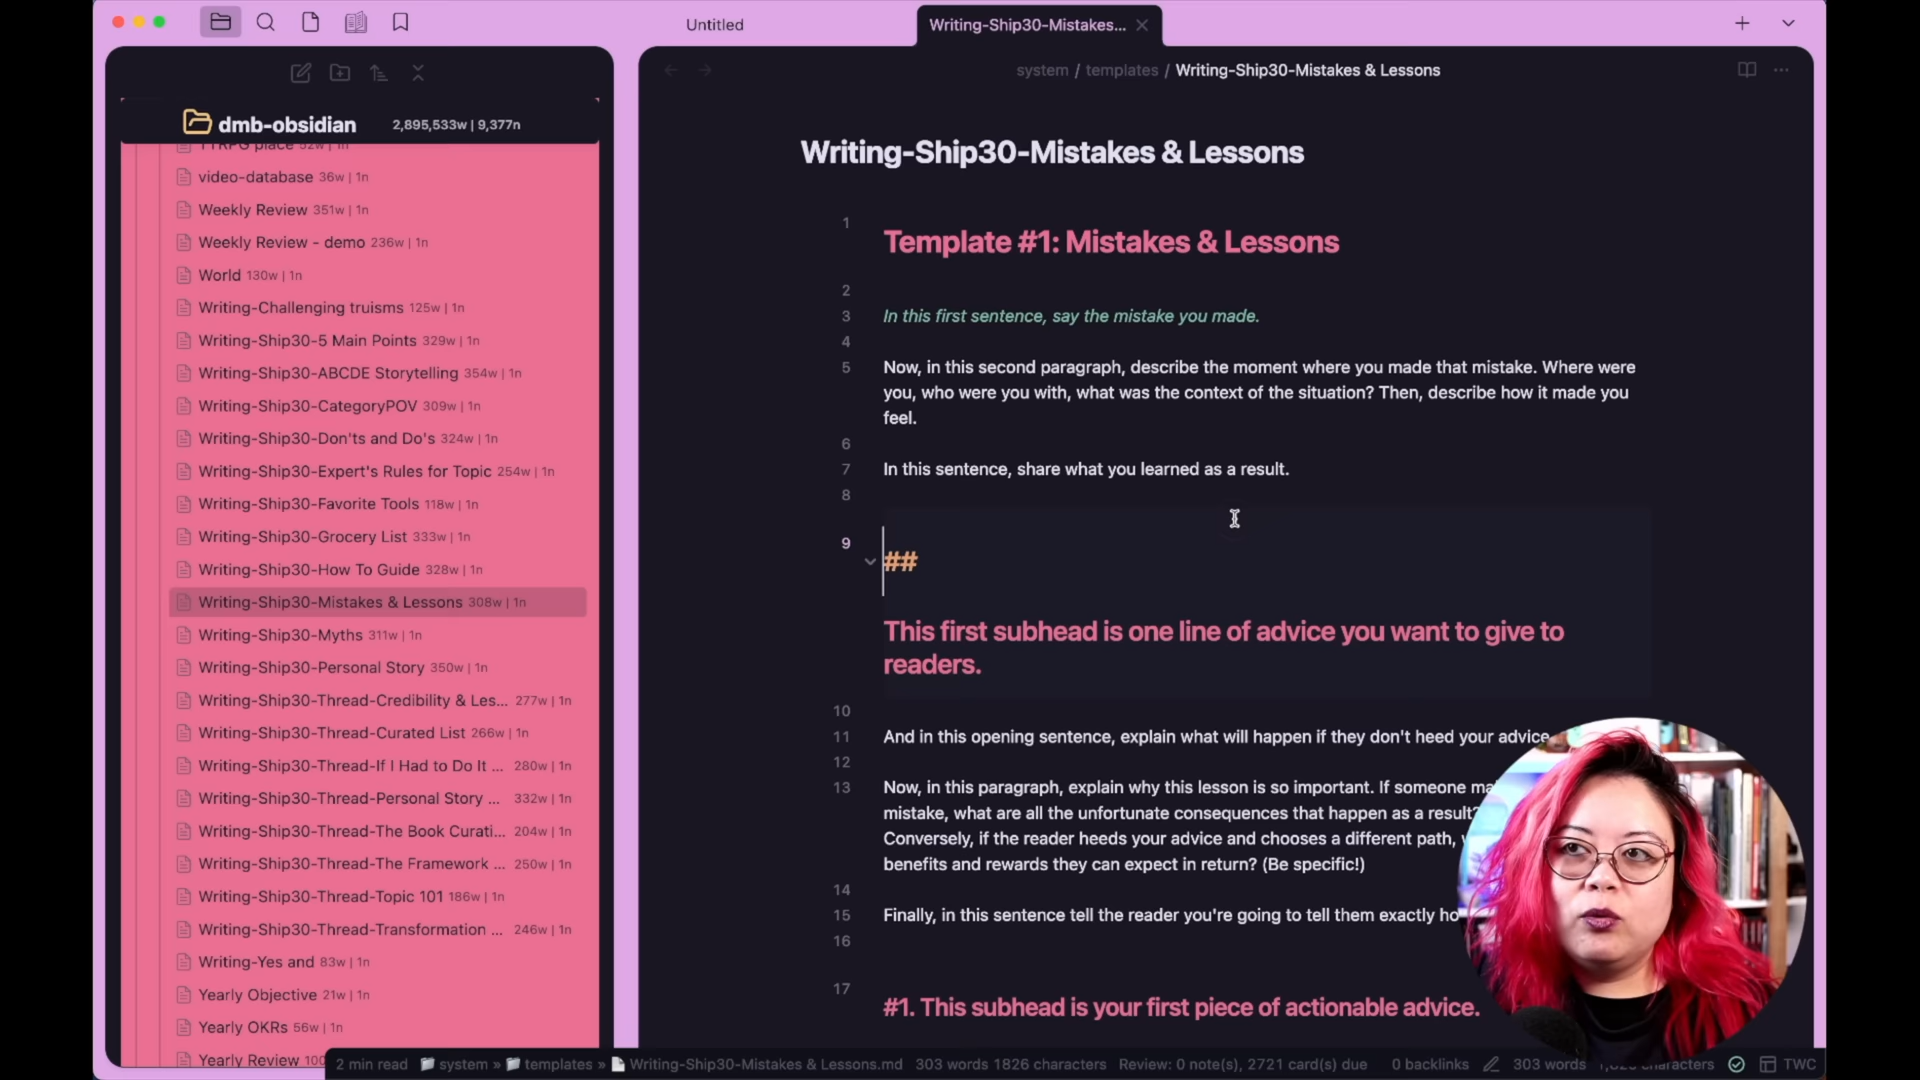 Untitled
Writing-Ship30-Mistakes...
system / templates / Writing-Ship30-Mistakes & Lessons
dmb-obsidian 2,895,533w | 9,377n
TTRPG place 52w | 1n
video-database 36w | 1n
Weekly Review 351w | 1n
Weekly Review - demo 236w | 1n
World 130w | 1n
Writing-Challenging truisms 125w | 1n
Writing-Ship30-5 Main Points 329w | 1n
Writing-Ship30-ABCDE Storytelling 354w | 1n
Writing-Ship30-CategoryPOV 309w | 1n
Writing-Ship30-Don'ts and Do's 324w | 1n
Writing-Ship30-Expert's Rules for Topic 254w | 1n
Writing-Ship30-Favorite Tools 118w | 1n
Writing-Ship30-Grocery List 333w | 1n
Writing-Ship30-How To Guide 328w | 1n
Writing-Ship30-Mistakes & Lessons 308w | 1n
Writing-Ship30-Myths 311w | 1n
Writing-Ship30-Personal Story 350w | 1n
Writing-Ship30-Thread-Credibility & Les... 277w | 1n
Writing-Ship30-Thread-Curated List 266w | 1n
Writing-Ship30-Thread-If I Had to Do It ... 280w | 1n
Writing-Ship30-Thread-Personal Story ... 332w | 1n
Writing-Ship30-Thread-The Book Curati... 204w | 1n
Writing-Ship30-Thread-The Framework ... 250w | 1n
Writing-Ship30-Thread-Topic 101 186w | 1n
Writing-Ship30-Thread-Transformation ... 246w | 1n
Writing-Yes and 83w | 1n
Yearly Objective 21w | 1n
Yearly OKRs 56w | 1n
Yearly Review
Writing-Ship30-Mistakes & Lessons
1 Template #1: Mistakes & Lessons
2
3 In this first sentence, say the mistake you made.
4
5 Now, in this second paragraph, describe the moment where you made that mistake. Where were
you, who were you with, what was the context of the situation? Then, describe how it made you
feel.
6
7 In this sentence, share what you learned as a result.
8
9 ##
This first subhead is one line of advice you want to give to
readers.
10
11 And in this opening sentence, explain what will happen if they don't heed your advice
12
13 Now, in this paragraph, explain why this lesson is so important. If someone
mistake, what are all the unfortunate consequences that happen as a result?
Conversely, if the reader heeds your advice and chooses a different path,
benefits and rewards they can expect in return? (Be specific!)
14
15 Finally, in this sentence tell the reader you're going to tell them exactly
16
17 #1. This subhead is your first piece of actionable advice.
2 min read system » templates » Writing-Ship30-Mistakes & Lessons.md 303 words 1826 characters Review: 0 note(s), 2721 card(s) due 0 backlinks 303 words characters TWC